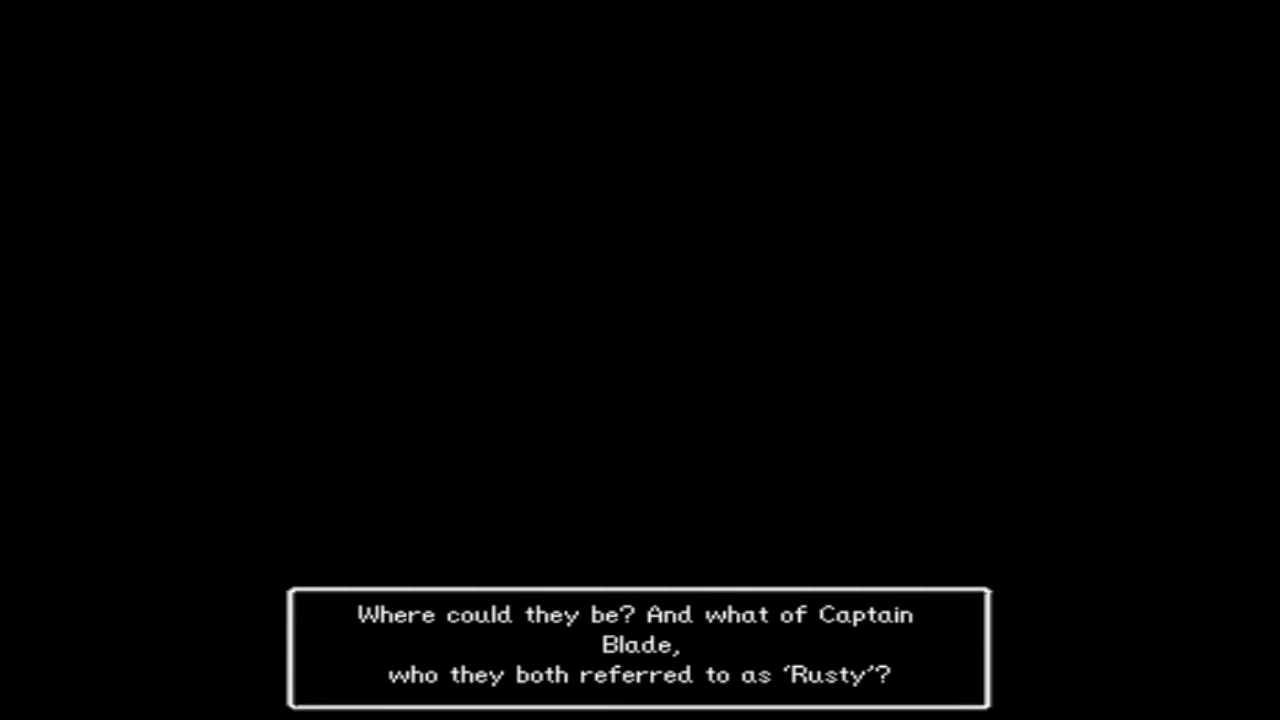 Where could they be? And what of Captain
Blade,
who they both referred to as ‘Rusty’?